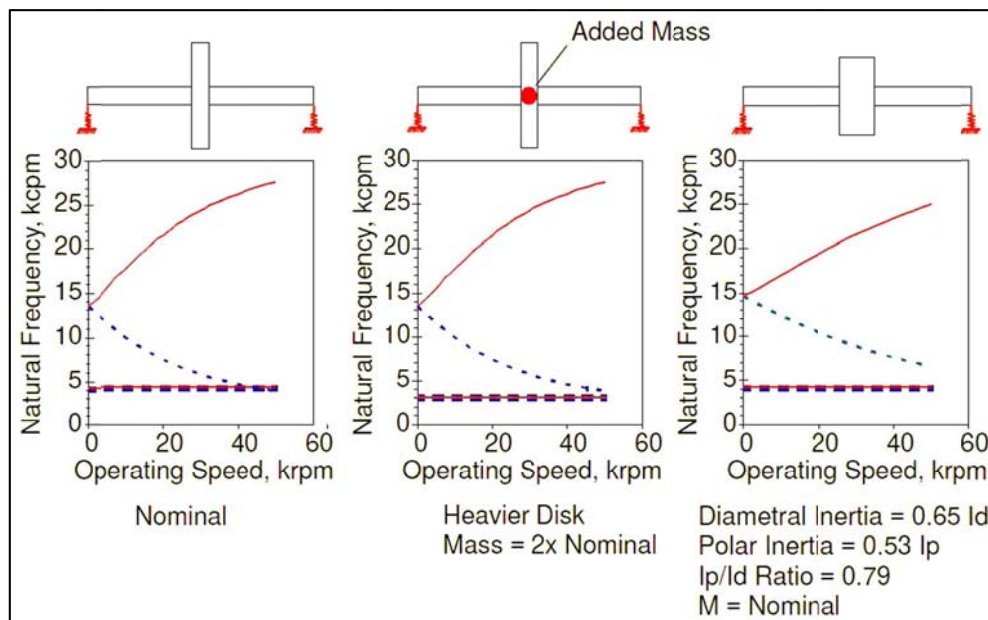 Added Mass
Natural Frequency, kcpm
30
25
20
15
10
5
0
0 20 40 60
Operating Speed, krpm
Nominal
Natural Frequency, kcpm
30
25
20
15
10
5
0
0 20 40 60
Operating Speed, krpm
Heavier Disk
Mass = 2x Nominal
Natural Frequency, kcpm
30
25
20
15
10
5
0
0 20 40 60
Operating Speed, krpm
Diametral Inertia = 0.65 Id
Polar Inertia = 0.53 Ip
Ip/Id Ratio = 0.79
M = Nominal